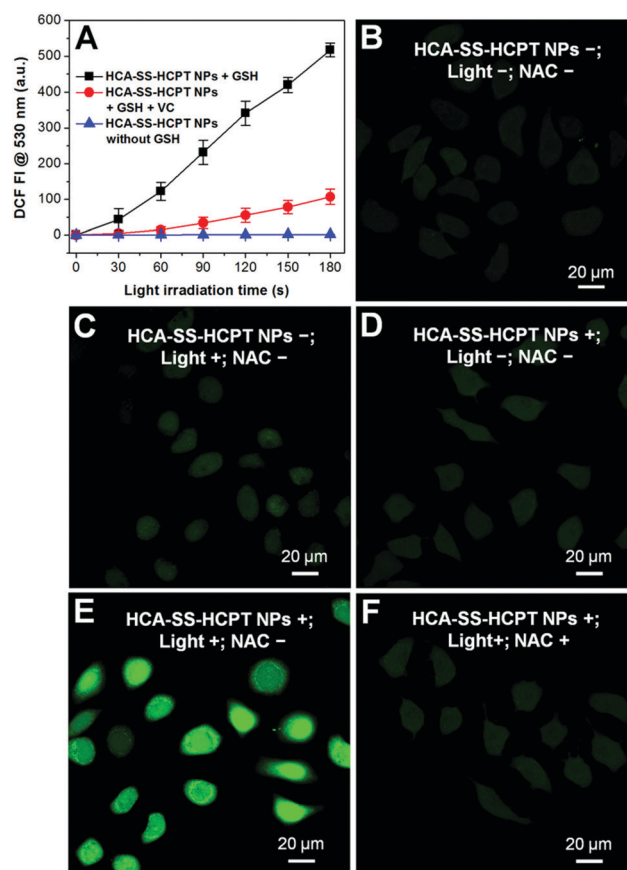 A
600
500
400
300
200
100
0
DCF FI @ 530 nm (a.u.)
HCA-SS-HCPT NPs + GSH
HCA-SS-HCPT NPs
+ GSH + VC
HCA-SS-HCPT NPs
without GSH
0 30 60 90 120 150 180
Light irradiation time (s)
B
HCA-SS-HCPT NPs −;
Light −; NAC −
20 μm
C
HCA-SS-HCPT NPs −;
Light +; NAC −
20 μm
D
HCA-SS-HCPT NPs +;
Light −; NAC −
20 μm
E
HCA-SS-HCPT NPs +;
Light +; NAC −
20 μm
F
HCA-SS-HCPT NPs +;
Light+; NAC +
20 μm